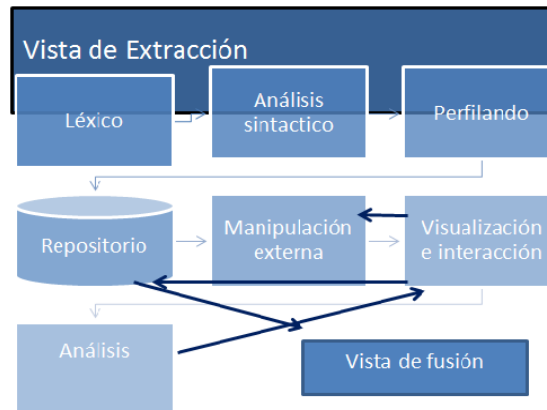 Vista de Extracción
Léxico
Análisis
sintactico
Perfilando
Repositorio
Manipulación
externa
Visualización
e interacción
Análisis
Vista de fusión